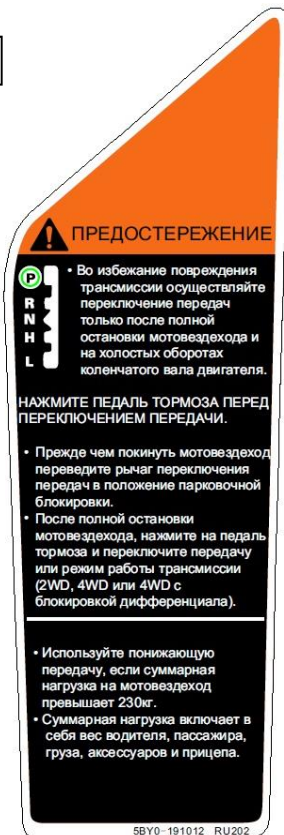 ПРЕДОСТЕРЕЖЕНИЕ
P
R
N
H
L
• Во избежание повреждения
трансмиссии осуществляйте
переключение передач
только после полной
остановки мотовездехода и
на холостых оборотах
коленчатого вала двигателя.
НАЖМИТЕ ПЕДАЛЬ ТОРМОЗА ПЕРЕД
ПЕРЕКЛЮЧЕНИЕМ ПЕРЕДАЧИ.
• Прежде чем покинуть мотовездеход
переведите рычаг переключения
передач в положение парковочной
блокировки.
• После полной остановки
мотовездехода, нажмите на педаль
тормоза и переключите передачу
или режим работы трансмиссии
(2WD, 4WD или 4WD с
блокировкой дифференциала).
• Используйте понижающую
передачу, если суммарная
нагрузка на мотовездеход
превышает 230кг.
• Суммарная нагрузка включает в
себя вес водителя, пассажира,
груза, аксессуаров и прицепа.
5BY0-191012 RU202